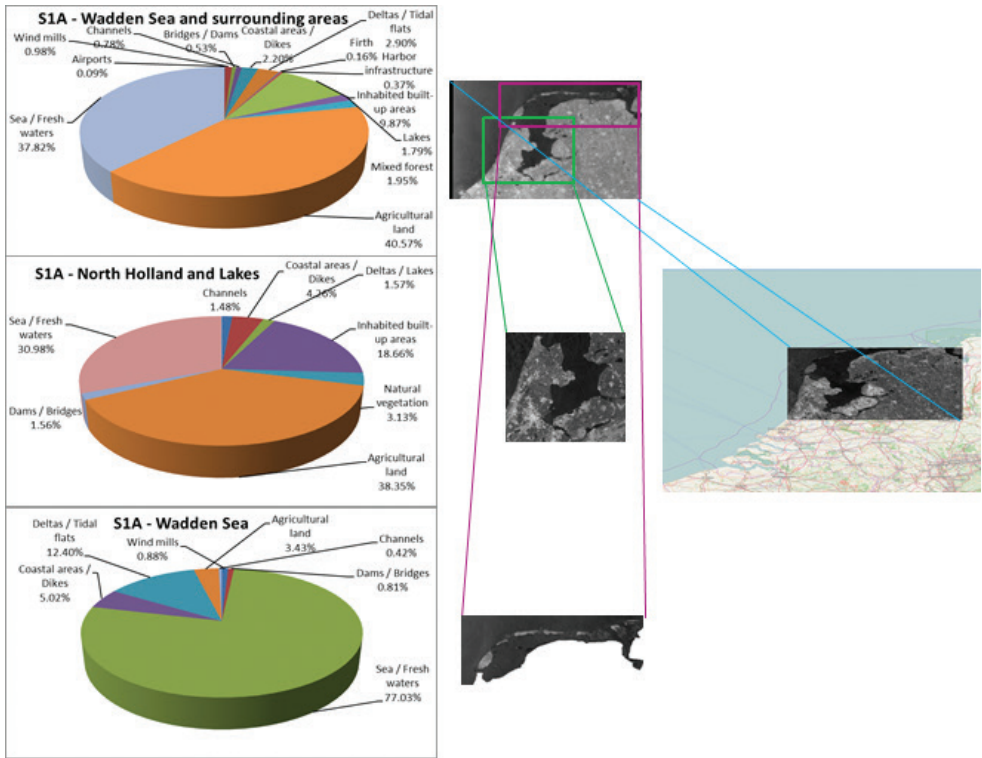 S1A - Wadden Sea and surrounding areas
Wind mills
0.98%
Channels
0.78%
Bridges / Dams
0.53%
Coastal areas /
Dikes
2.20%
Deltas / Tidal
flats
2.90%
Firth
0.16%
Harbor
infrastructure
0.37%
Airports
0.09%
Inhabited built-
up areas
9.87%
Sea / Fresh
waters
37.82%
Lakes
1.79%
Mixed forest
1.95%
Agricultural
land
40.57%
S1A - North Holland and Lakes
Channels
1.48%
Coastal areas /
Dikes
4.26%
Deltas / Lakes
1.57%
Sea / Fresh
waters
30.98%
Inhabited built-
up areas
18.66%
Natural
vegetation
3.13%
Dams / Bridges
1.56%
Agricultural
land
38.35%
S1A - Wadden Sea
Deltas / Tidal
flats
12.40%
Wind mills
0.88%
Agricultural
land
3.43%
Channels
0.42%
Coastal areas /
Dikes
5.02%
Dams / Bridges
0.81%
Sea / Fresh
waters
77.03%